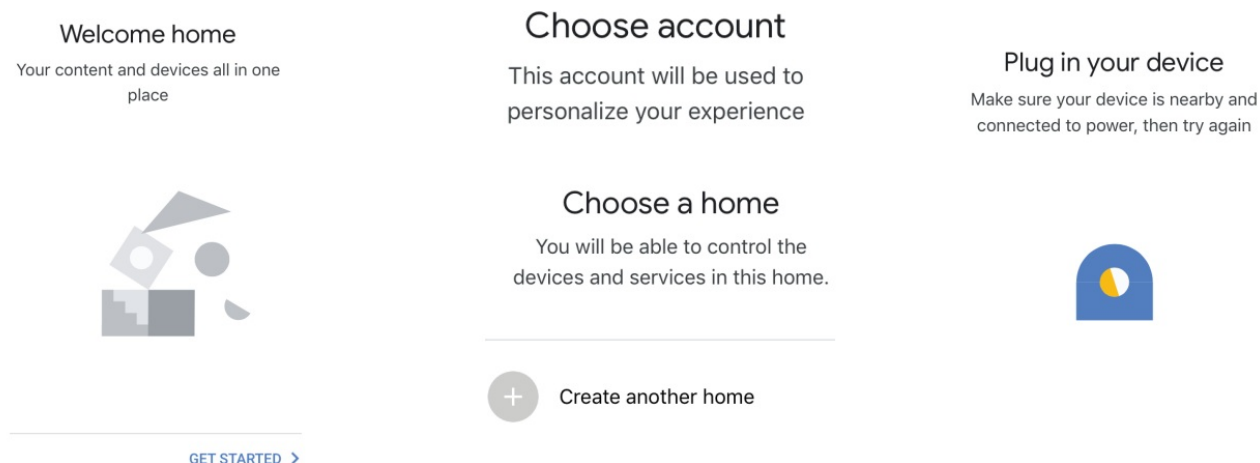 Welcome home
Your content and devices all in one
place
GET STARTED
Choose account
This account will be used to
personalize your experience
Choose a home
You will be able to control the
devices and services in this home.
Create another home
Plug in your device
Make sure your device is nearby and
connected to power, then try again